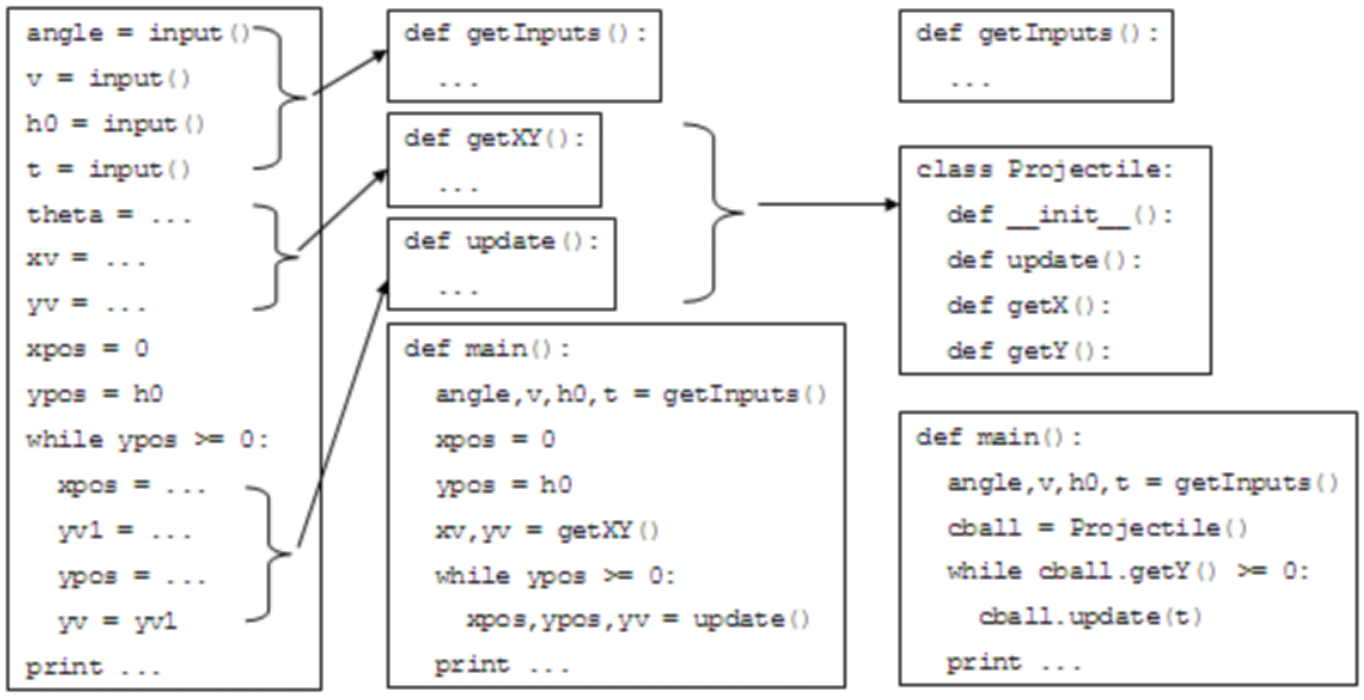 angle = input()
v = input()
h0 = input()
t = input()
theta = ...
xv = ...
yv = ...
xpos = 0
ypos = h0
while ypos >= 0:
xpos = ...
yv1 = ...
ypos = ...
yv = yv1
print ...
def getInputs():
...
def getXY():
...
def update():
...
def main():
angle,v,h0,t = getInputs()
xpos = 0
ypos = h0
xv,yv = getXY()
while ypos >= 0:
xpos,ypos,yv = update()
print ...
def getInputs():
...
class Projectile:
def __init__():
def update():
def getX():
def getY():
def main():
angle,v,h0,t = getInputs()
cball = Projectile()
while cball.getY() >= 0:
cball.update(t)
print ...